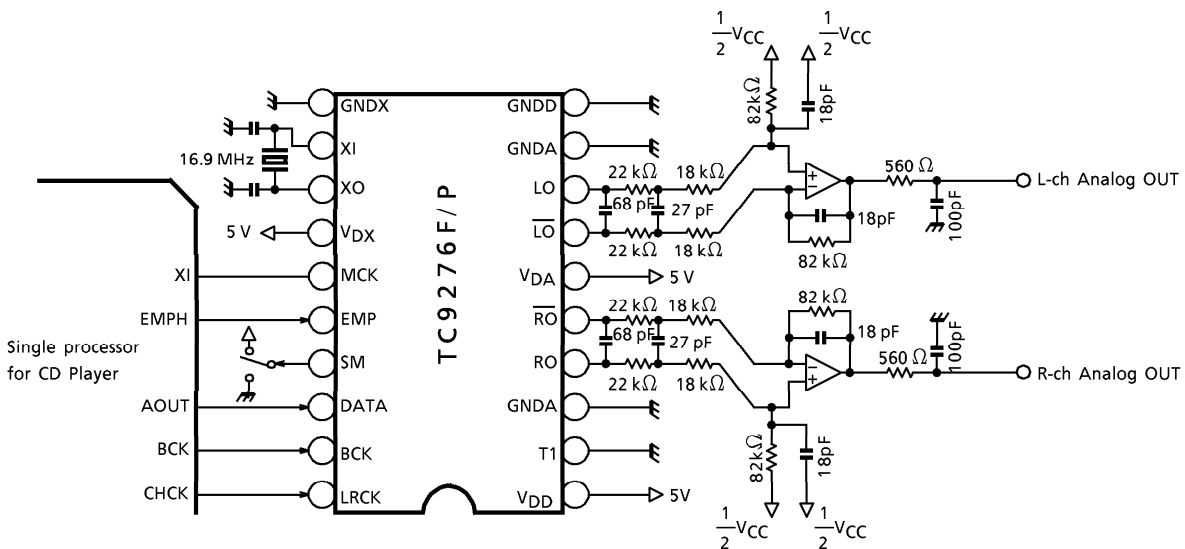 1/2 VCC
1/2 VCC
82kΩ
18pF
GNDX
GNDD
XI
GNDA
16.9 MHz
XO
LO
22 kΩ
18 kΩ
68 pF
27 pF
+
−
560 Ω
L-ch Analog OUT
100pF
18pF
82 kΩ
5 V
VDX
LO
22 kΩ
18 kΩ
TC9276F/P
XI
MCK
VDA
5 V
EMPH
EMP
RO
22 kΩ
18 kΩ
82 kΩ
68 pF
27 pF
18 pF
100pF
Single processor
for CD Player
SM
RO
22 kΩ
18 kΩ
−
+
560 Ω
R-ch Analog OUT
AOUT
DATA
GNDA
BCK
BCK
T1
82kΩ
18pF
CHCK
LRCK
VDD
5V
1/2 VCC
1/2 VCC